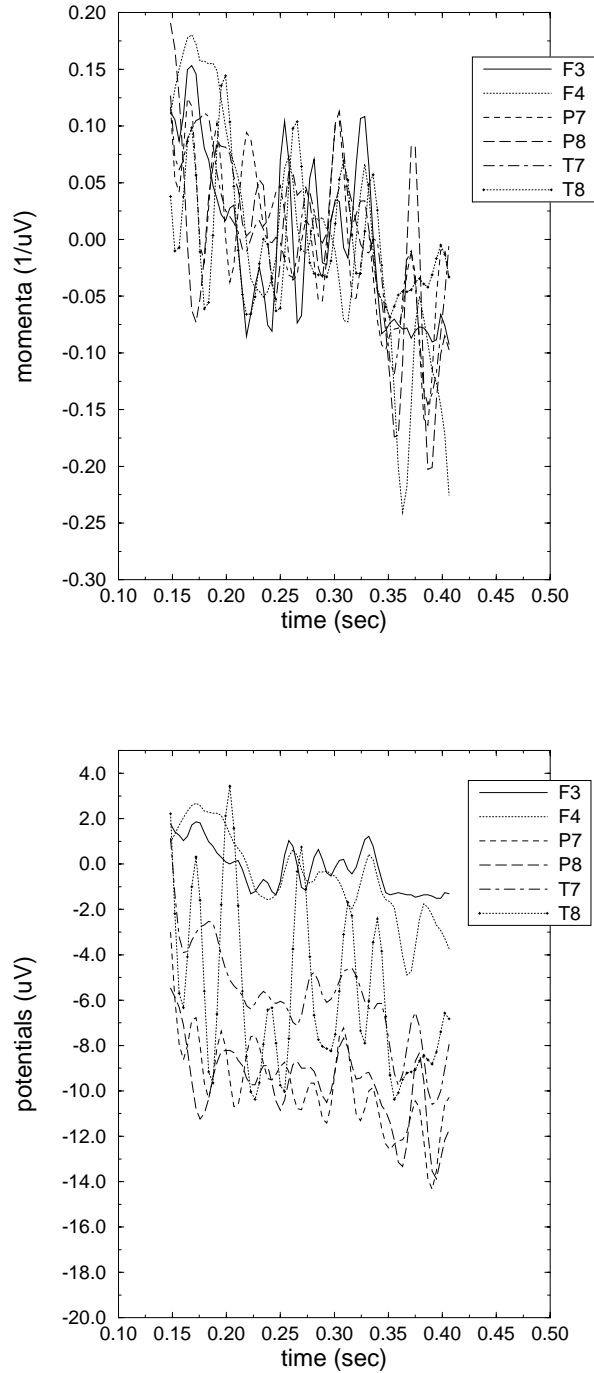 0.20
0.15
0.10
0.05
0.00
-0.05
-0.10
-0.15
-0.20
-0.25
-0.30
momenta (1/uV)
0.10 0.15 0.20 0.25 0.30 0.35 0.40 0.45 0.50
time (sec)
F3
F4
P7
P8
T7
T8
4.0
2.0
0.0
-2.0
-4.0
-6.0
-8.0
-10.0
-12.0
-14.0
-16.0
-18.0
-20.0
potentials (uV)
0.10 0.15 0.20 0.25 0.30 0.35 0.40 0.45 0.50
time (sec)
F3
F4
P7
P8
T7
T8